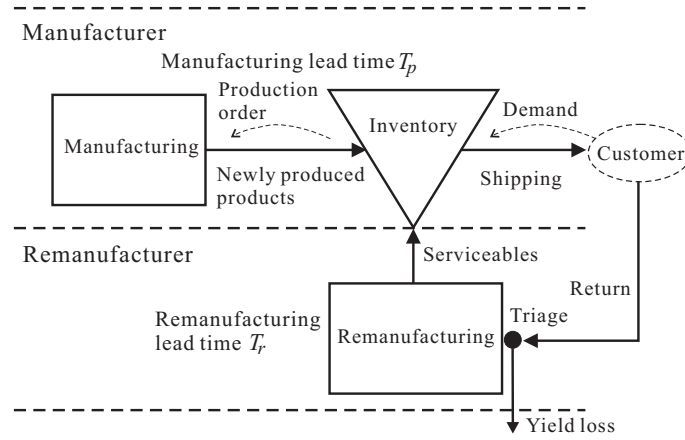 Manufacturer
Manufacturing lead time T_p
Production
order
Demand
Inventory
Manufacturing
Customer
Newly produced
products
Shipping
Remanufacturer
Serviceables
Return
Triage
Remanufacturing
lead time T_r
Remanufacturing
Yield loss